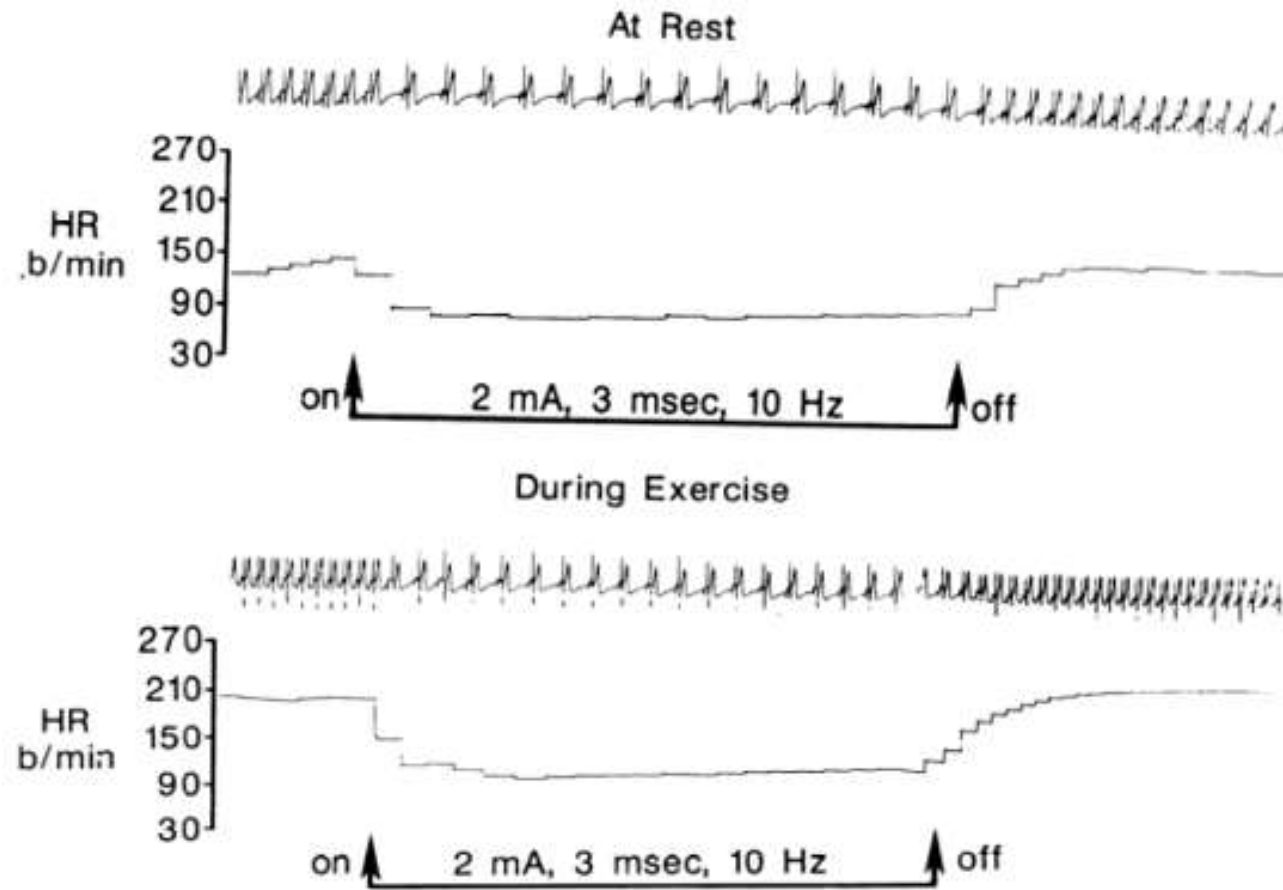 At Rest
270
210
HR
150
b/min
90
30
on 2 mA, 3 msec, 10 Hz off
During Exercise
270
210
HR
150
b/min
90
30
on 2 mA, 3 msec, 10 Hz off